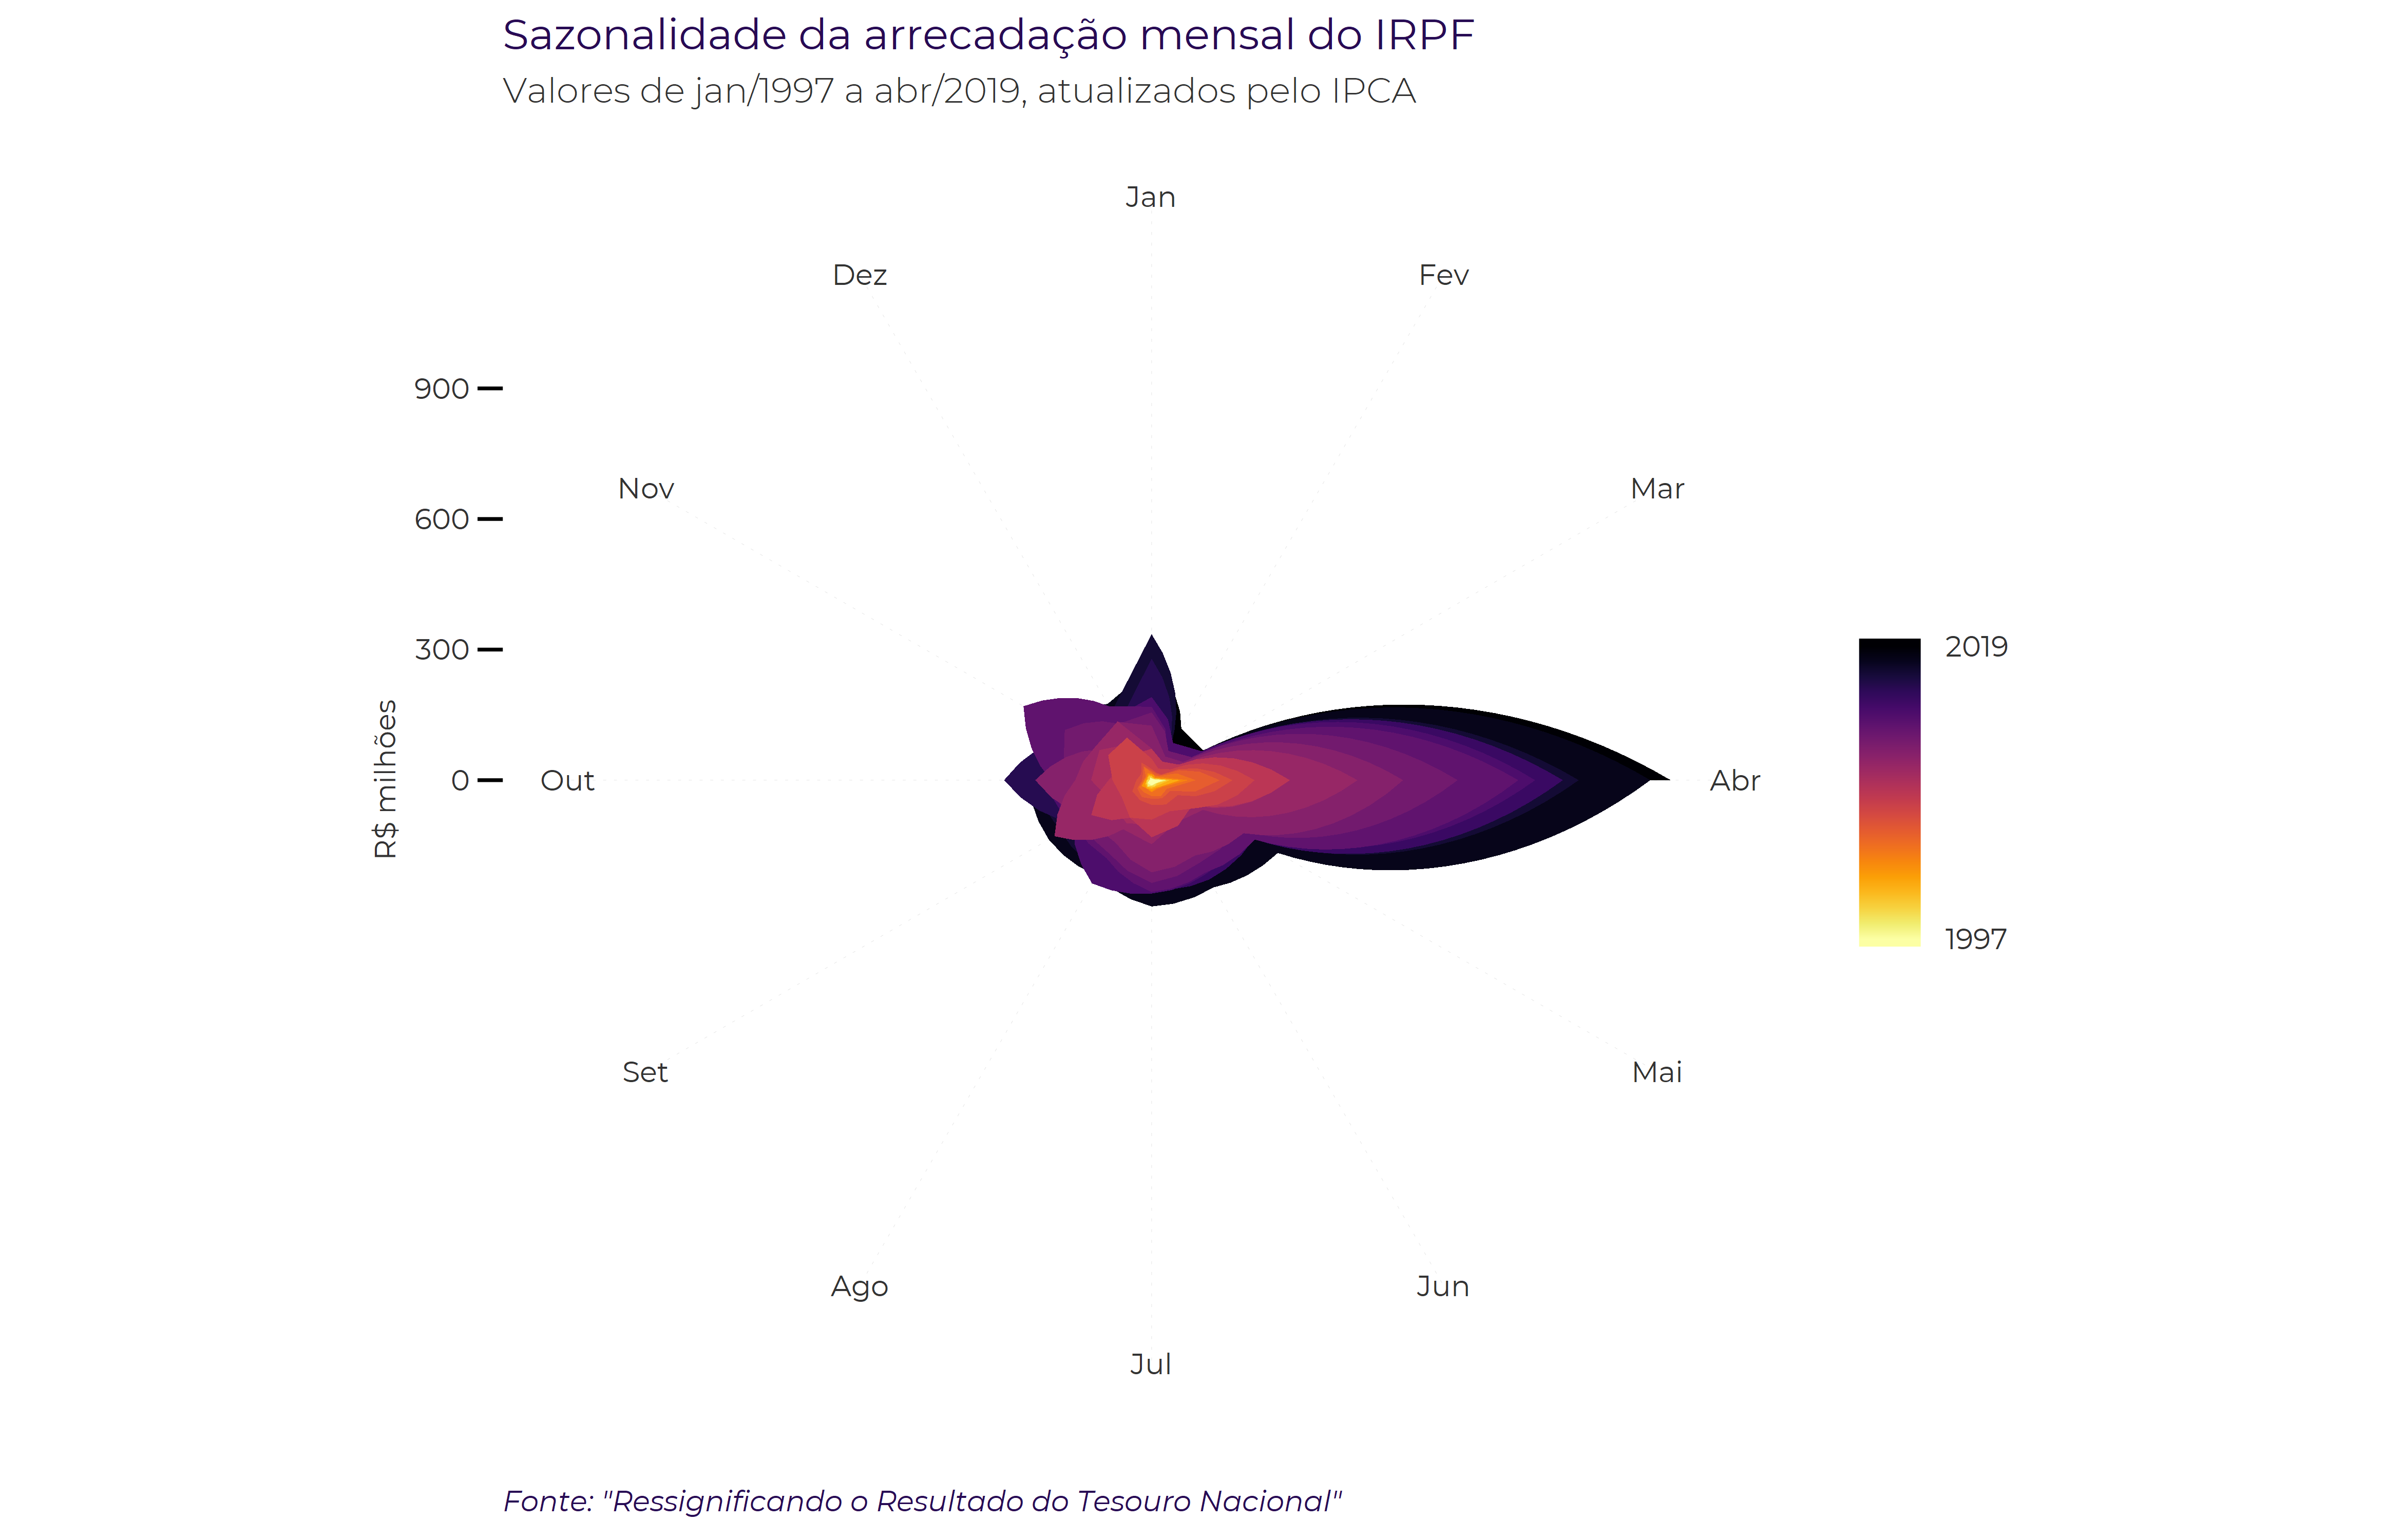 Sazonalidade da arrecadação mensal do IRPF
Valores de jan/1997 a abr/2019, atualizados pelo IPCA
Jan
Dez
Fev
900
Nov
Mar
600
300
2019
R$ milhões
0
Out
Abr
1997
Set
Mai
Ago
Jun
Jul
Fonte: "Ressignificando o Resultado do Tesouro Nacional"